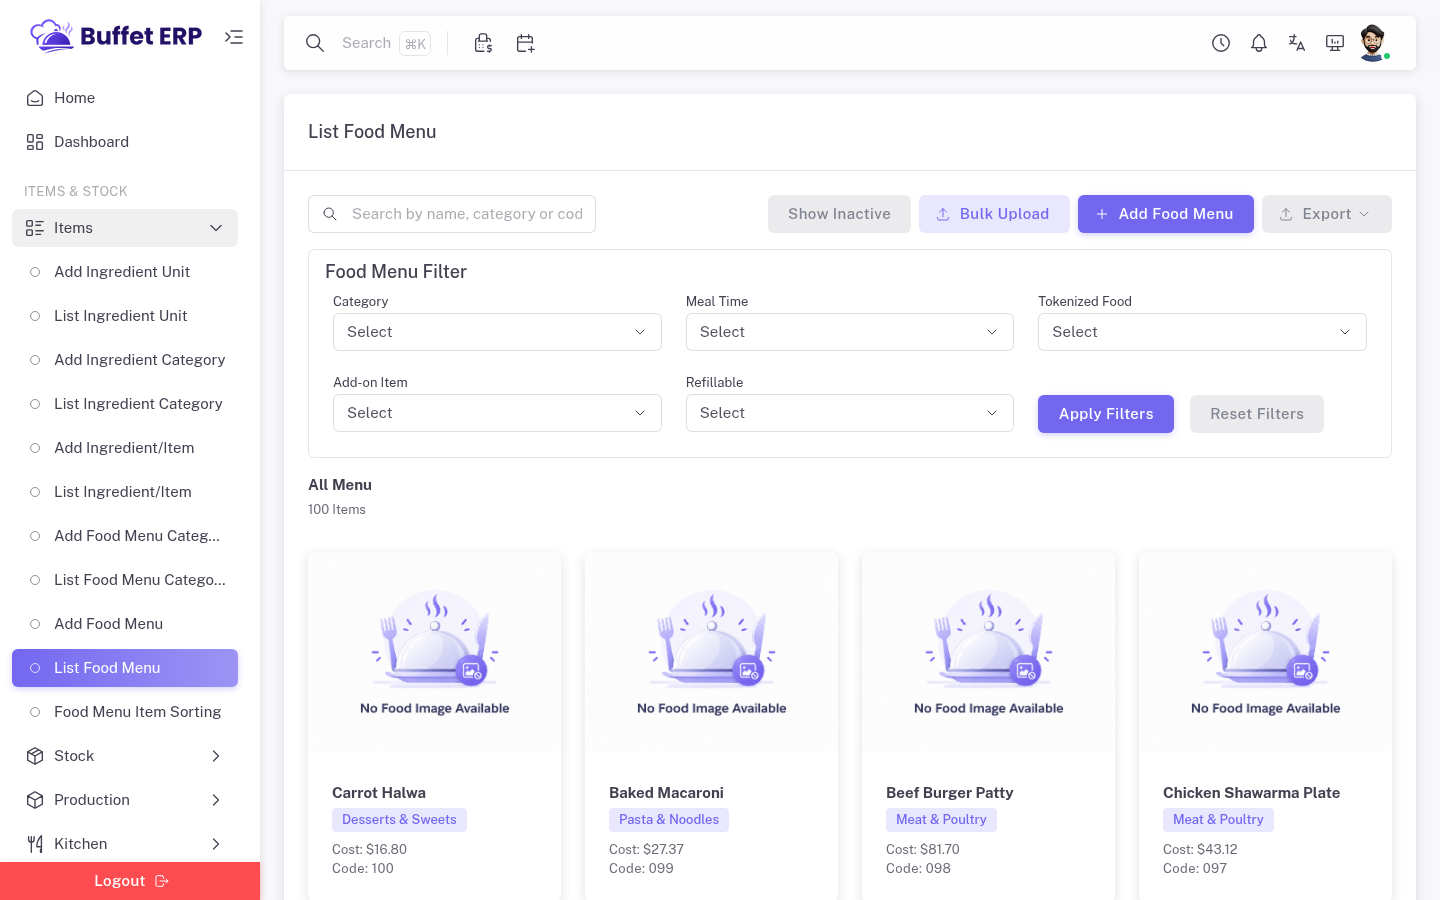 Buffet ERP
Search ⌘K
Home
Dashboard
ITEMS & STOCK
Items
Add Ingredient Unit
List Ingredient Unit
Add Ingredient Category
List Ingredient Category
Add Ingredient/Item
List Ingredient/Item
Add Food Menu Categ...
List Food Menu Catego...
Add Food Menu
List Food Menu
Food Menu Item Sorting
Stock
Production
Kitchen
Logout
List Food Menu
Search by name, category or cod
Show Inactive
Bulk Upload
Add Food Menu
Export
Food Menu Filter
Category
Meal Time
Tokenized Food
Select
Select
Select
Add-on Item
Refillable
Select
Select
Apply Filters
Reset Filters
All Menu
100 Items
No Food Image Available
Carrot Halwa
Desserts & Sweets
Cost: $16.80
Code: 100
No Food Image Available
Baked Macaroni
Pasta & Noodles
Cost: $27.37
Code: 099
No Food Image Available
Beef Burger Patty
Meat & Poultry
Cost: $81.70
Code: 098
No Food Image Available
Chicken Shawarma Plate
Meat & Poultry
Cost: $43.12
Code: 097